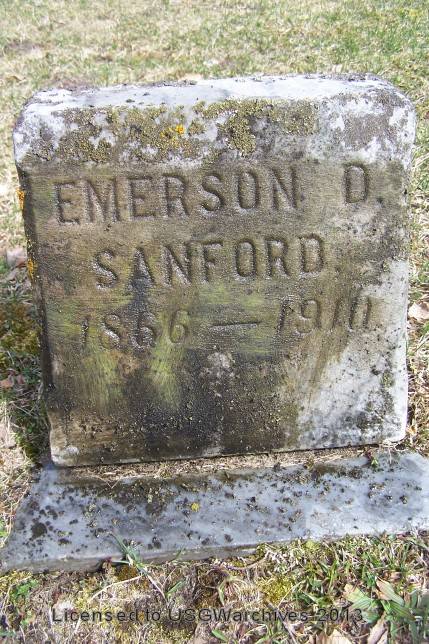 EMERSON D.
SANFORD
1866 — 1910
Licensed to USGWarchives 2013